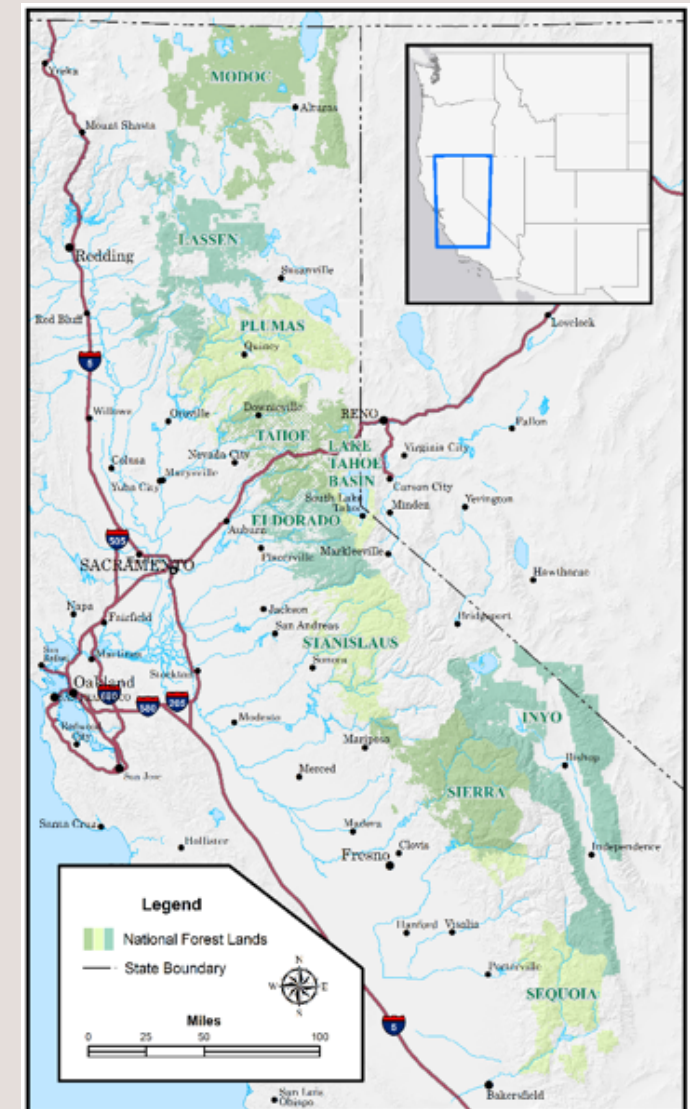 Yreka
MODOC
Alturas
Mount Shasta
LASSEN
Redding
Susanville
Red Bluff
PLUMAS
Quincy
Lovelock
Willows
Oroville
Downieville
RENO
Fallon
TAHOE
LAKE
TAHOE
BASIN
Virginia City
Colusa
Nevada City
Marysville
Yuba City
Carson City
South Lake
Tahoe
Minden
Yerington
ELDORADO
Auburn
505
Placerville
Markleeville
SACRAMENTO
Hawthorne
Napa
Fairfield
Jackson
San Andreas
Bridgeport
STANISLAUS
Martinez
San
Rafael
Sonora
Stockton
Oakland
580
205
INYO
Redwood
City
Modesto
Mariposa
Bishop
San Jose
Merced
SIERRA
Santa Cruz
Madera
Hollister
Clovis
Fresno
Independence
Legend
National Forest Lands
State Boundary
N
W
E
S
Miles
0
25
50
100
Hanford
Visalia
Porterville
SEQUOIA
Bakersfield
San Luis
Obispo